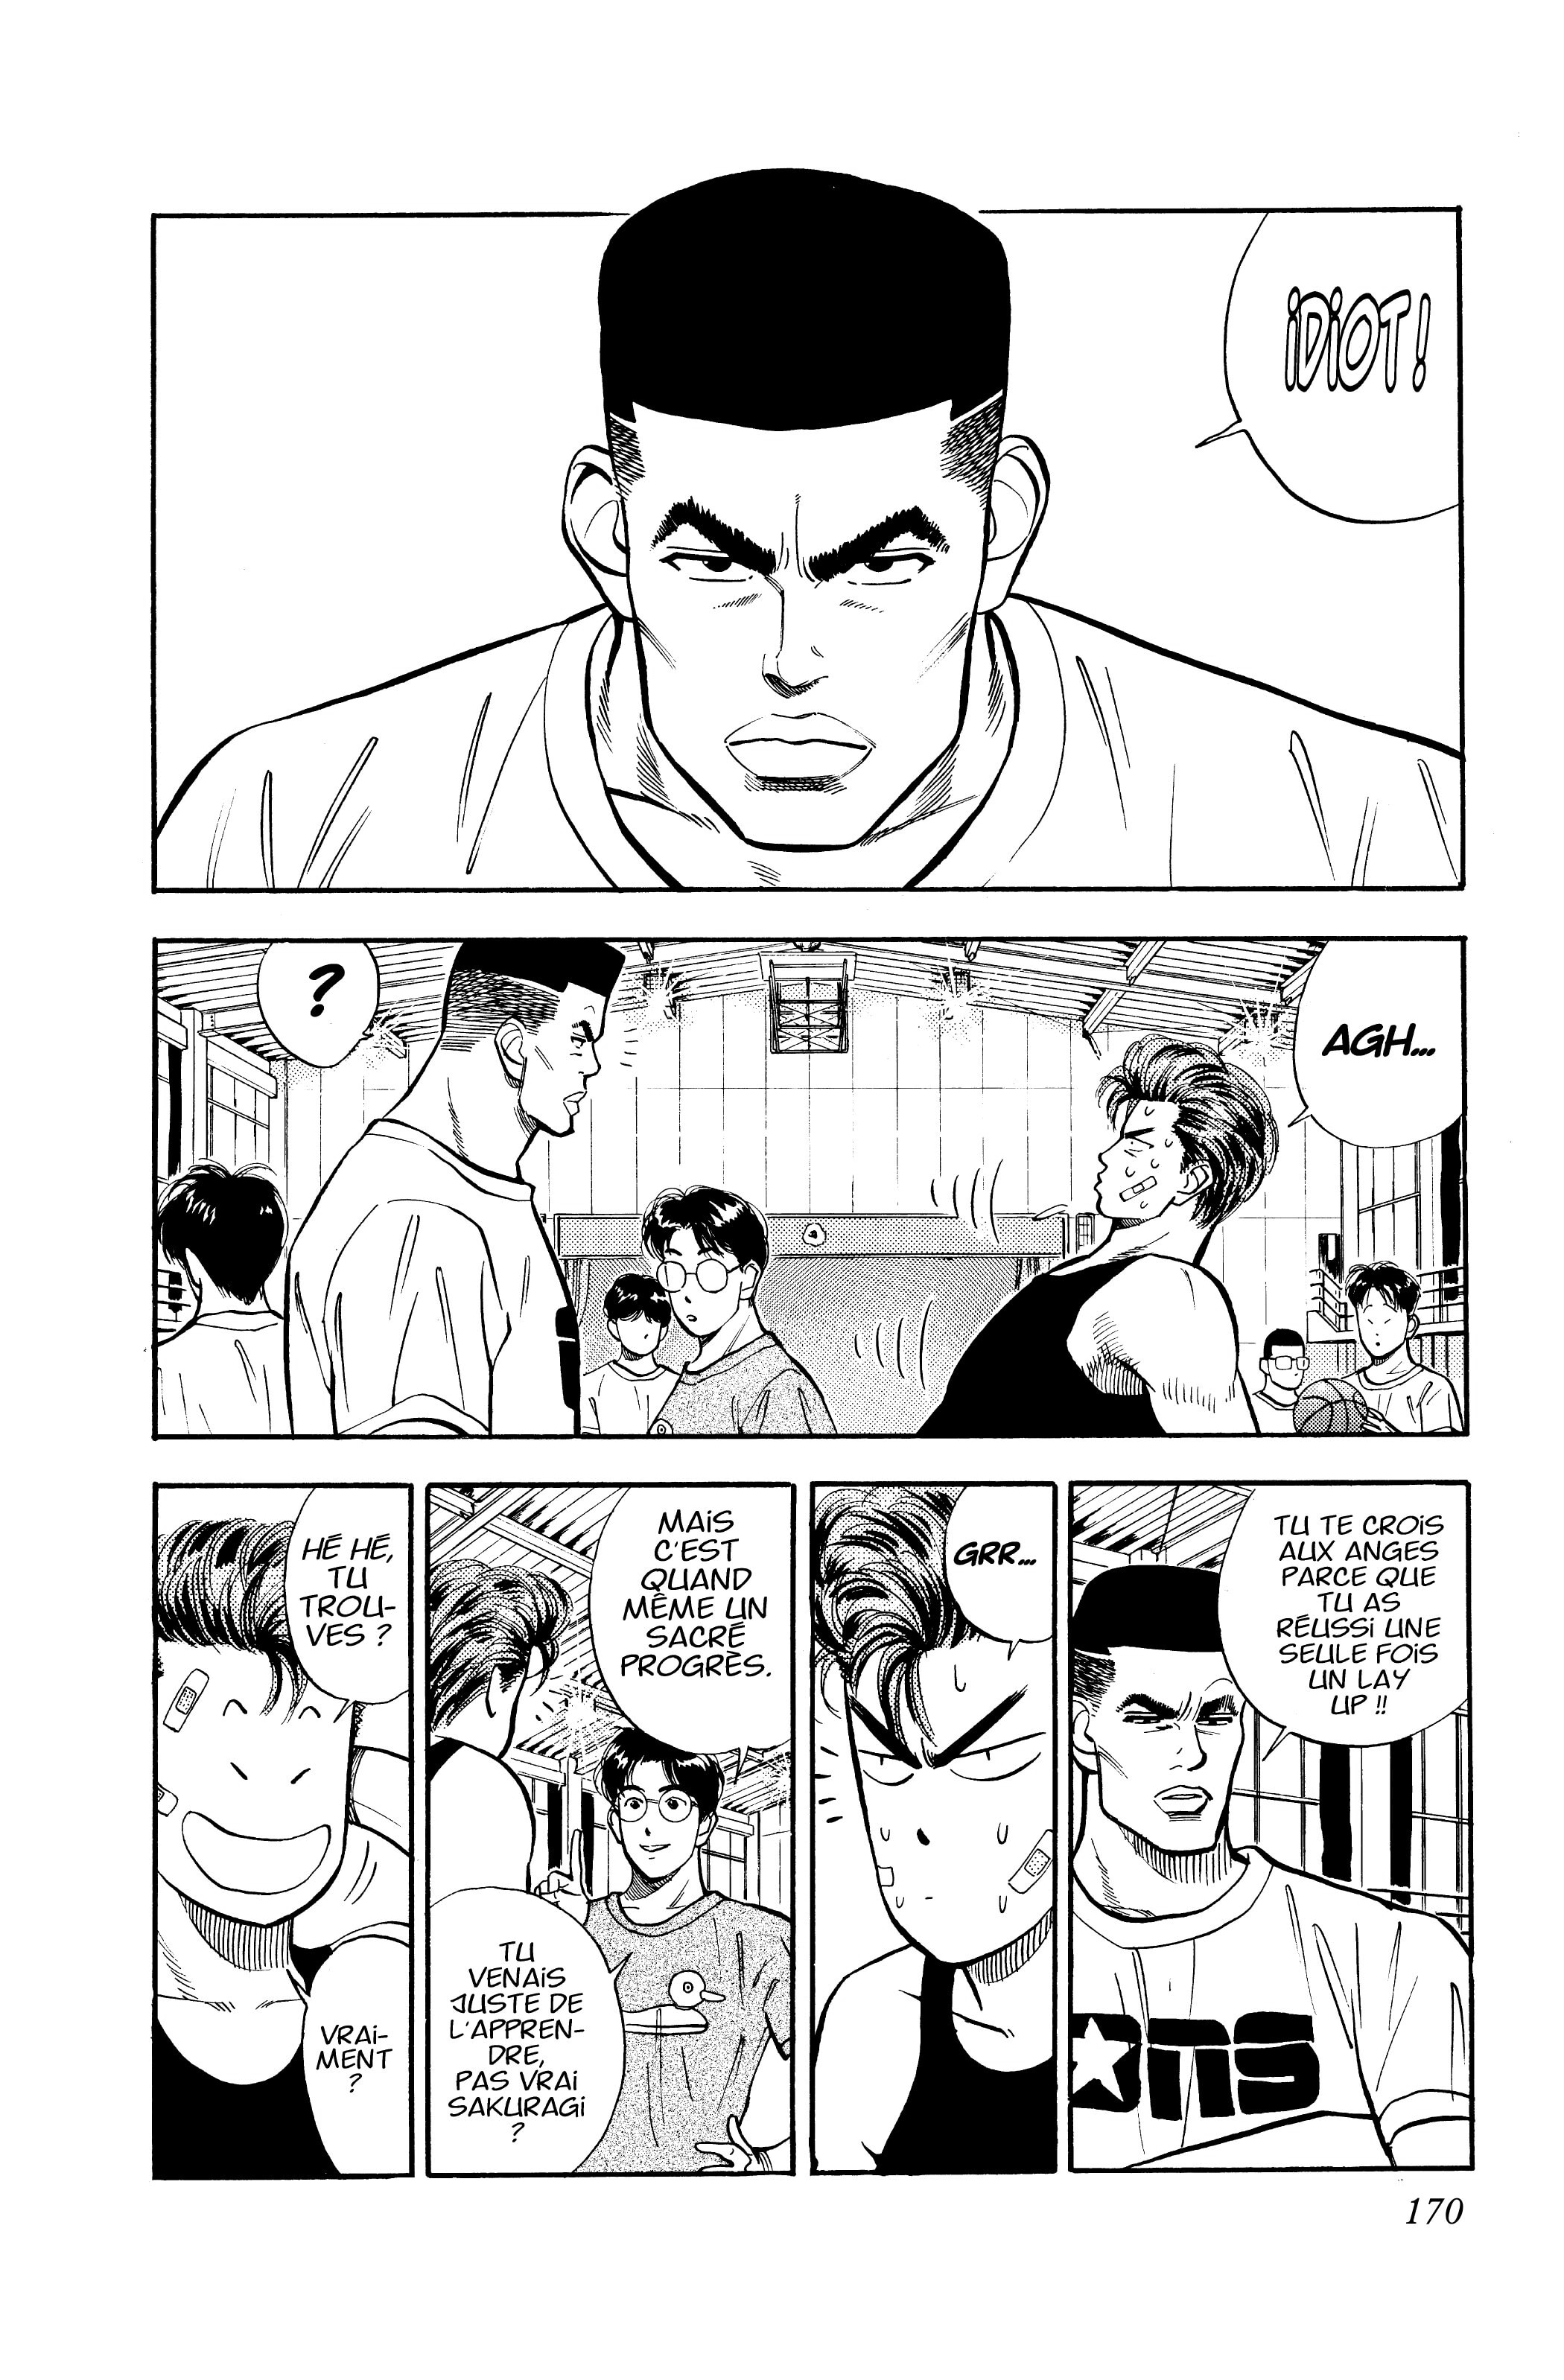 iDiOT !
AGH...
?
TU TE CROIS
AUX ANGES
PARCE QUE
TU AS
RÉUSSI UNE
SEULE FOIS
UN LAY
UP !!
GRR...
MAIS
C'EST
QUAND
MÊME UN
SACRÉ
PROGRÈS.
TU
VENAIS
JUSTE DE
L'APPREN-
DRE,
PAS VRAI
SAKURAGI
?
HÉ HÉ,
TU
TROU-
VES ?
VRAI-
MENT
?
170